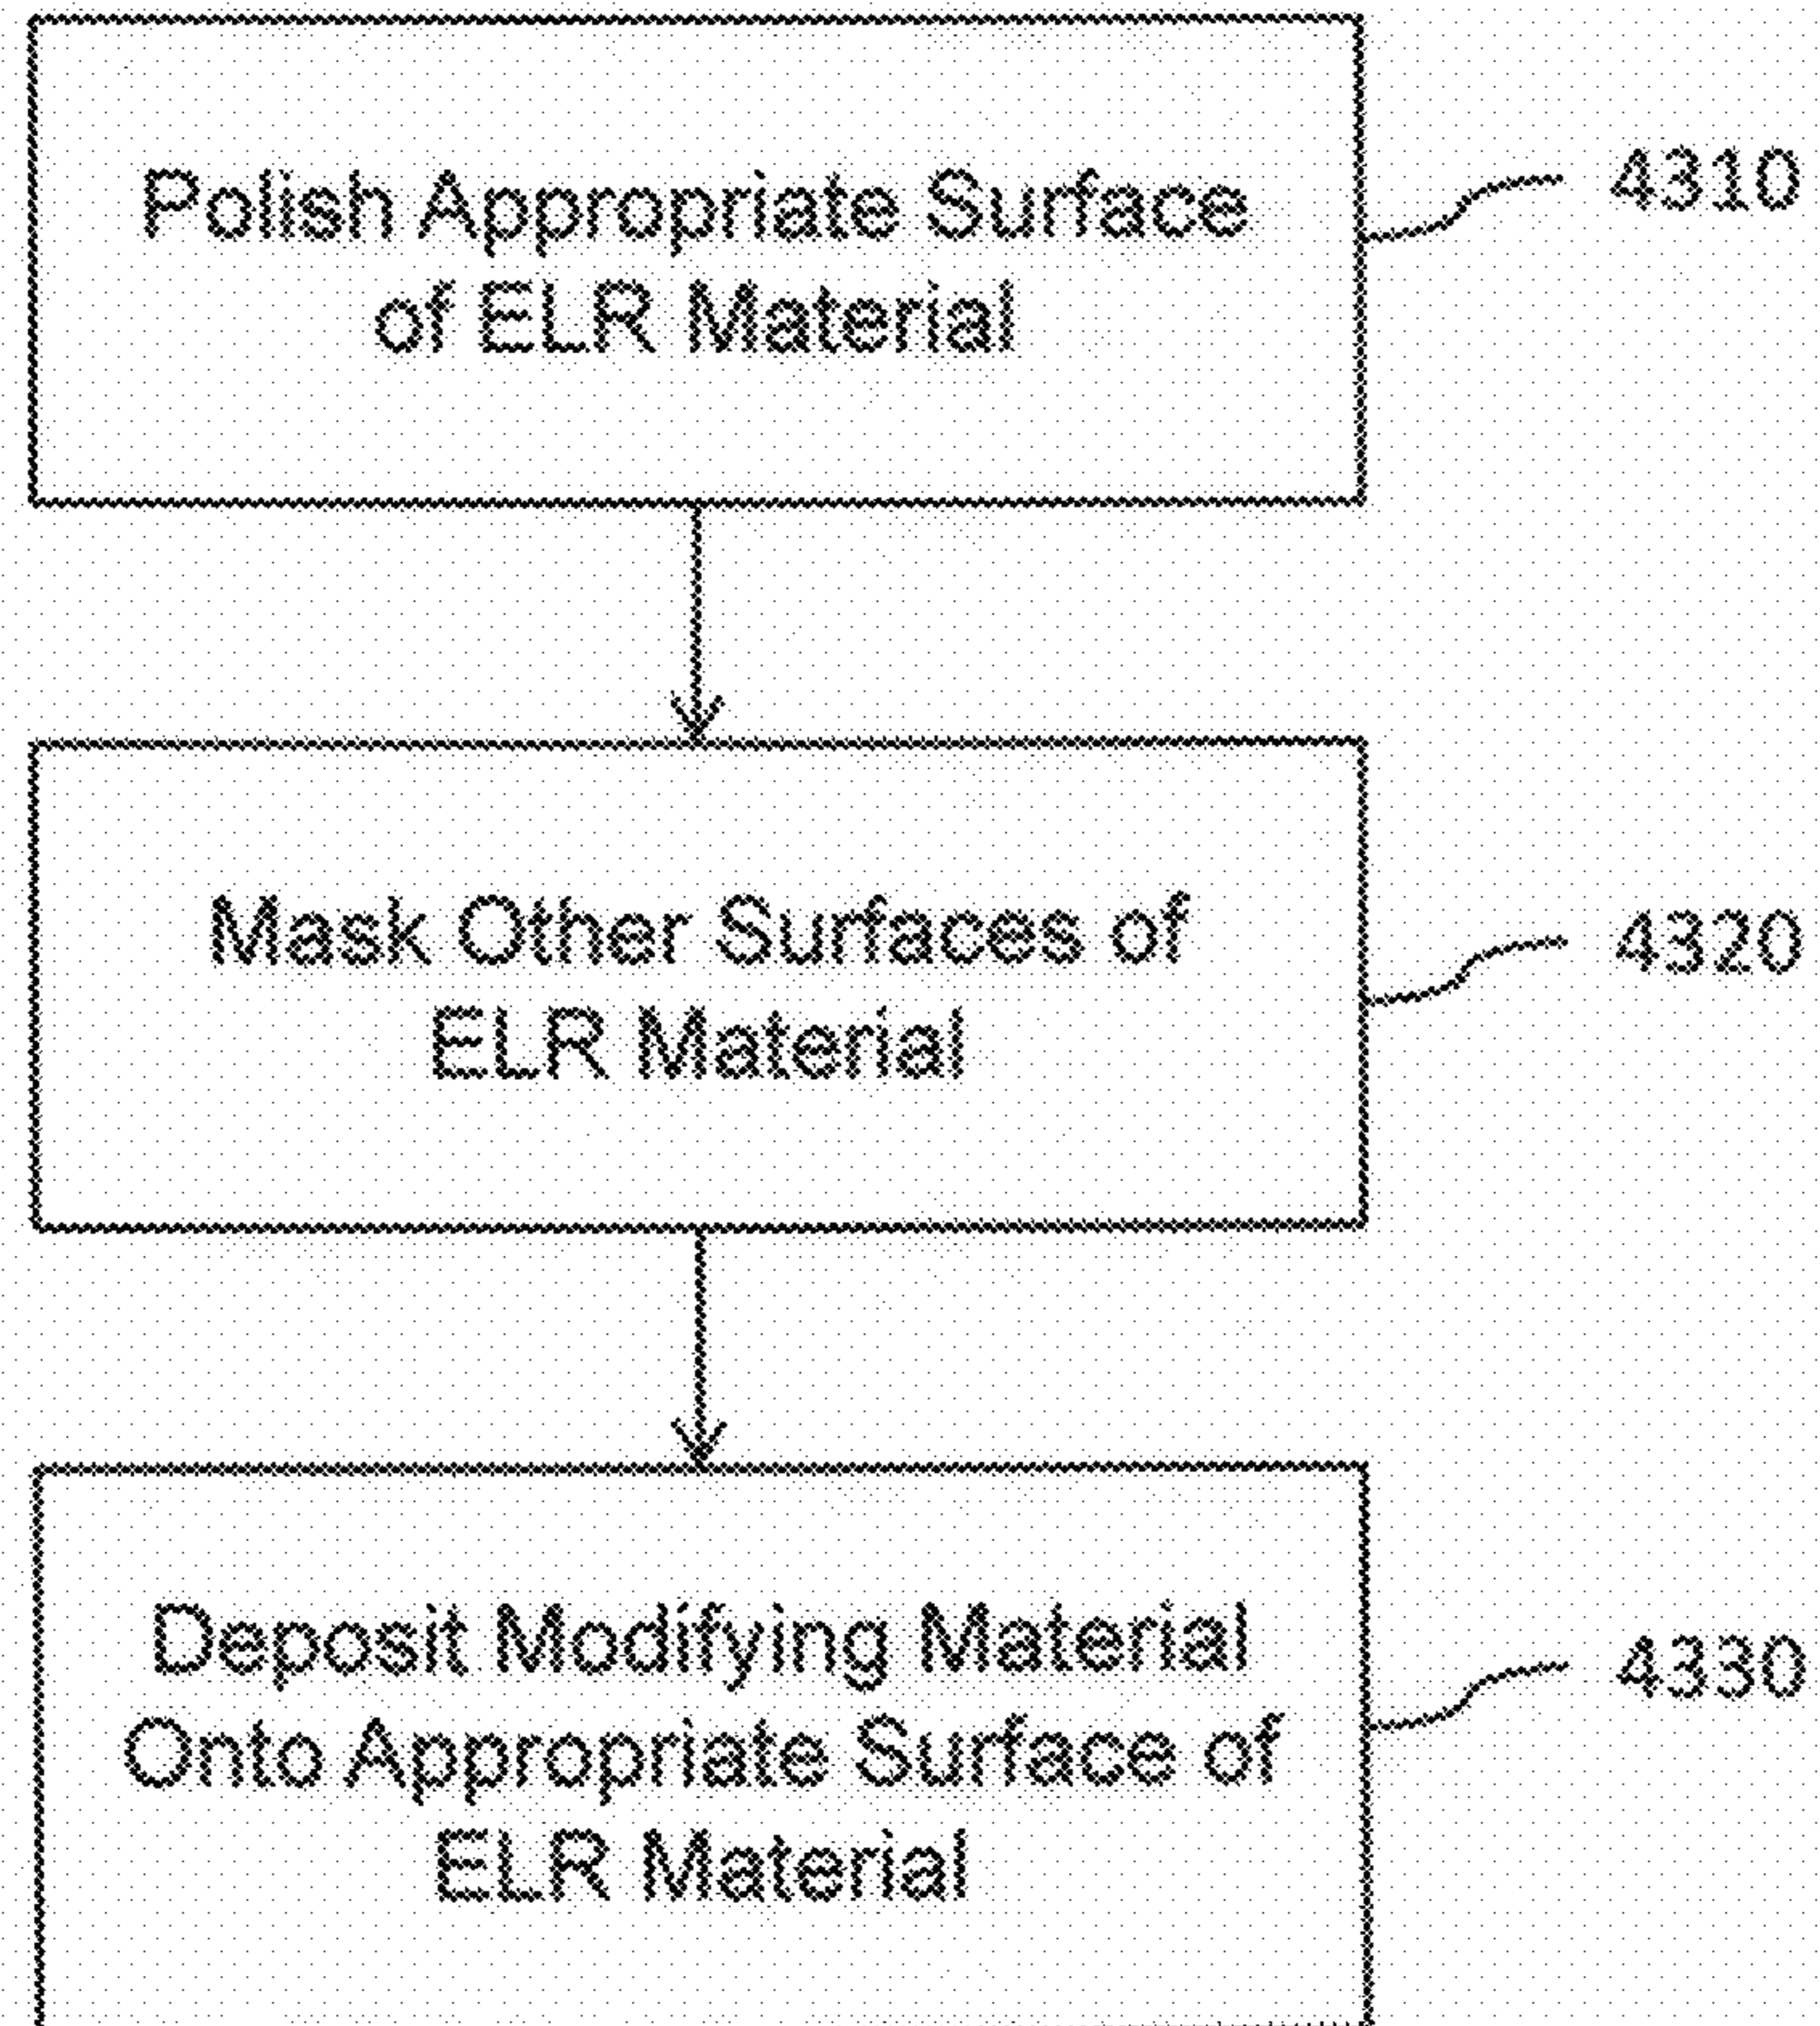 Polish Appropriate Surface
of ELR Material
4310
Mask Other Surfaces of
ELR Material
4320
Deposit Modifying Material
Onto Appropriate Surface of
ELR Material
4330